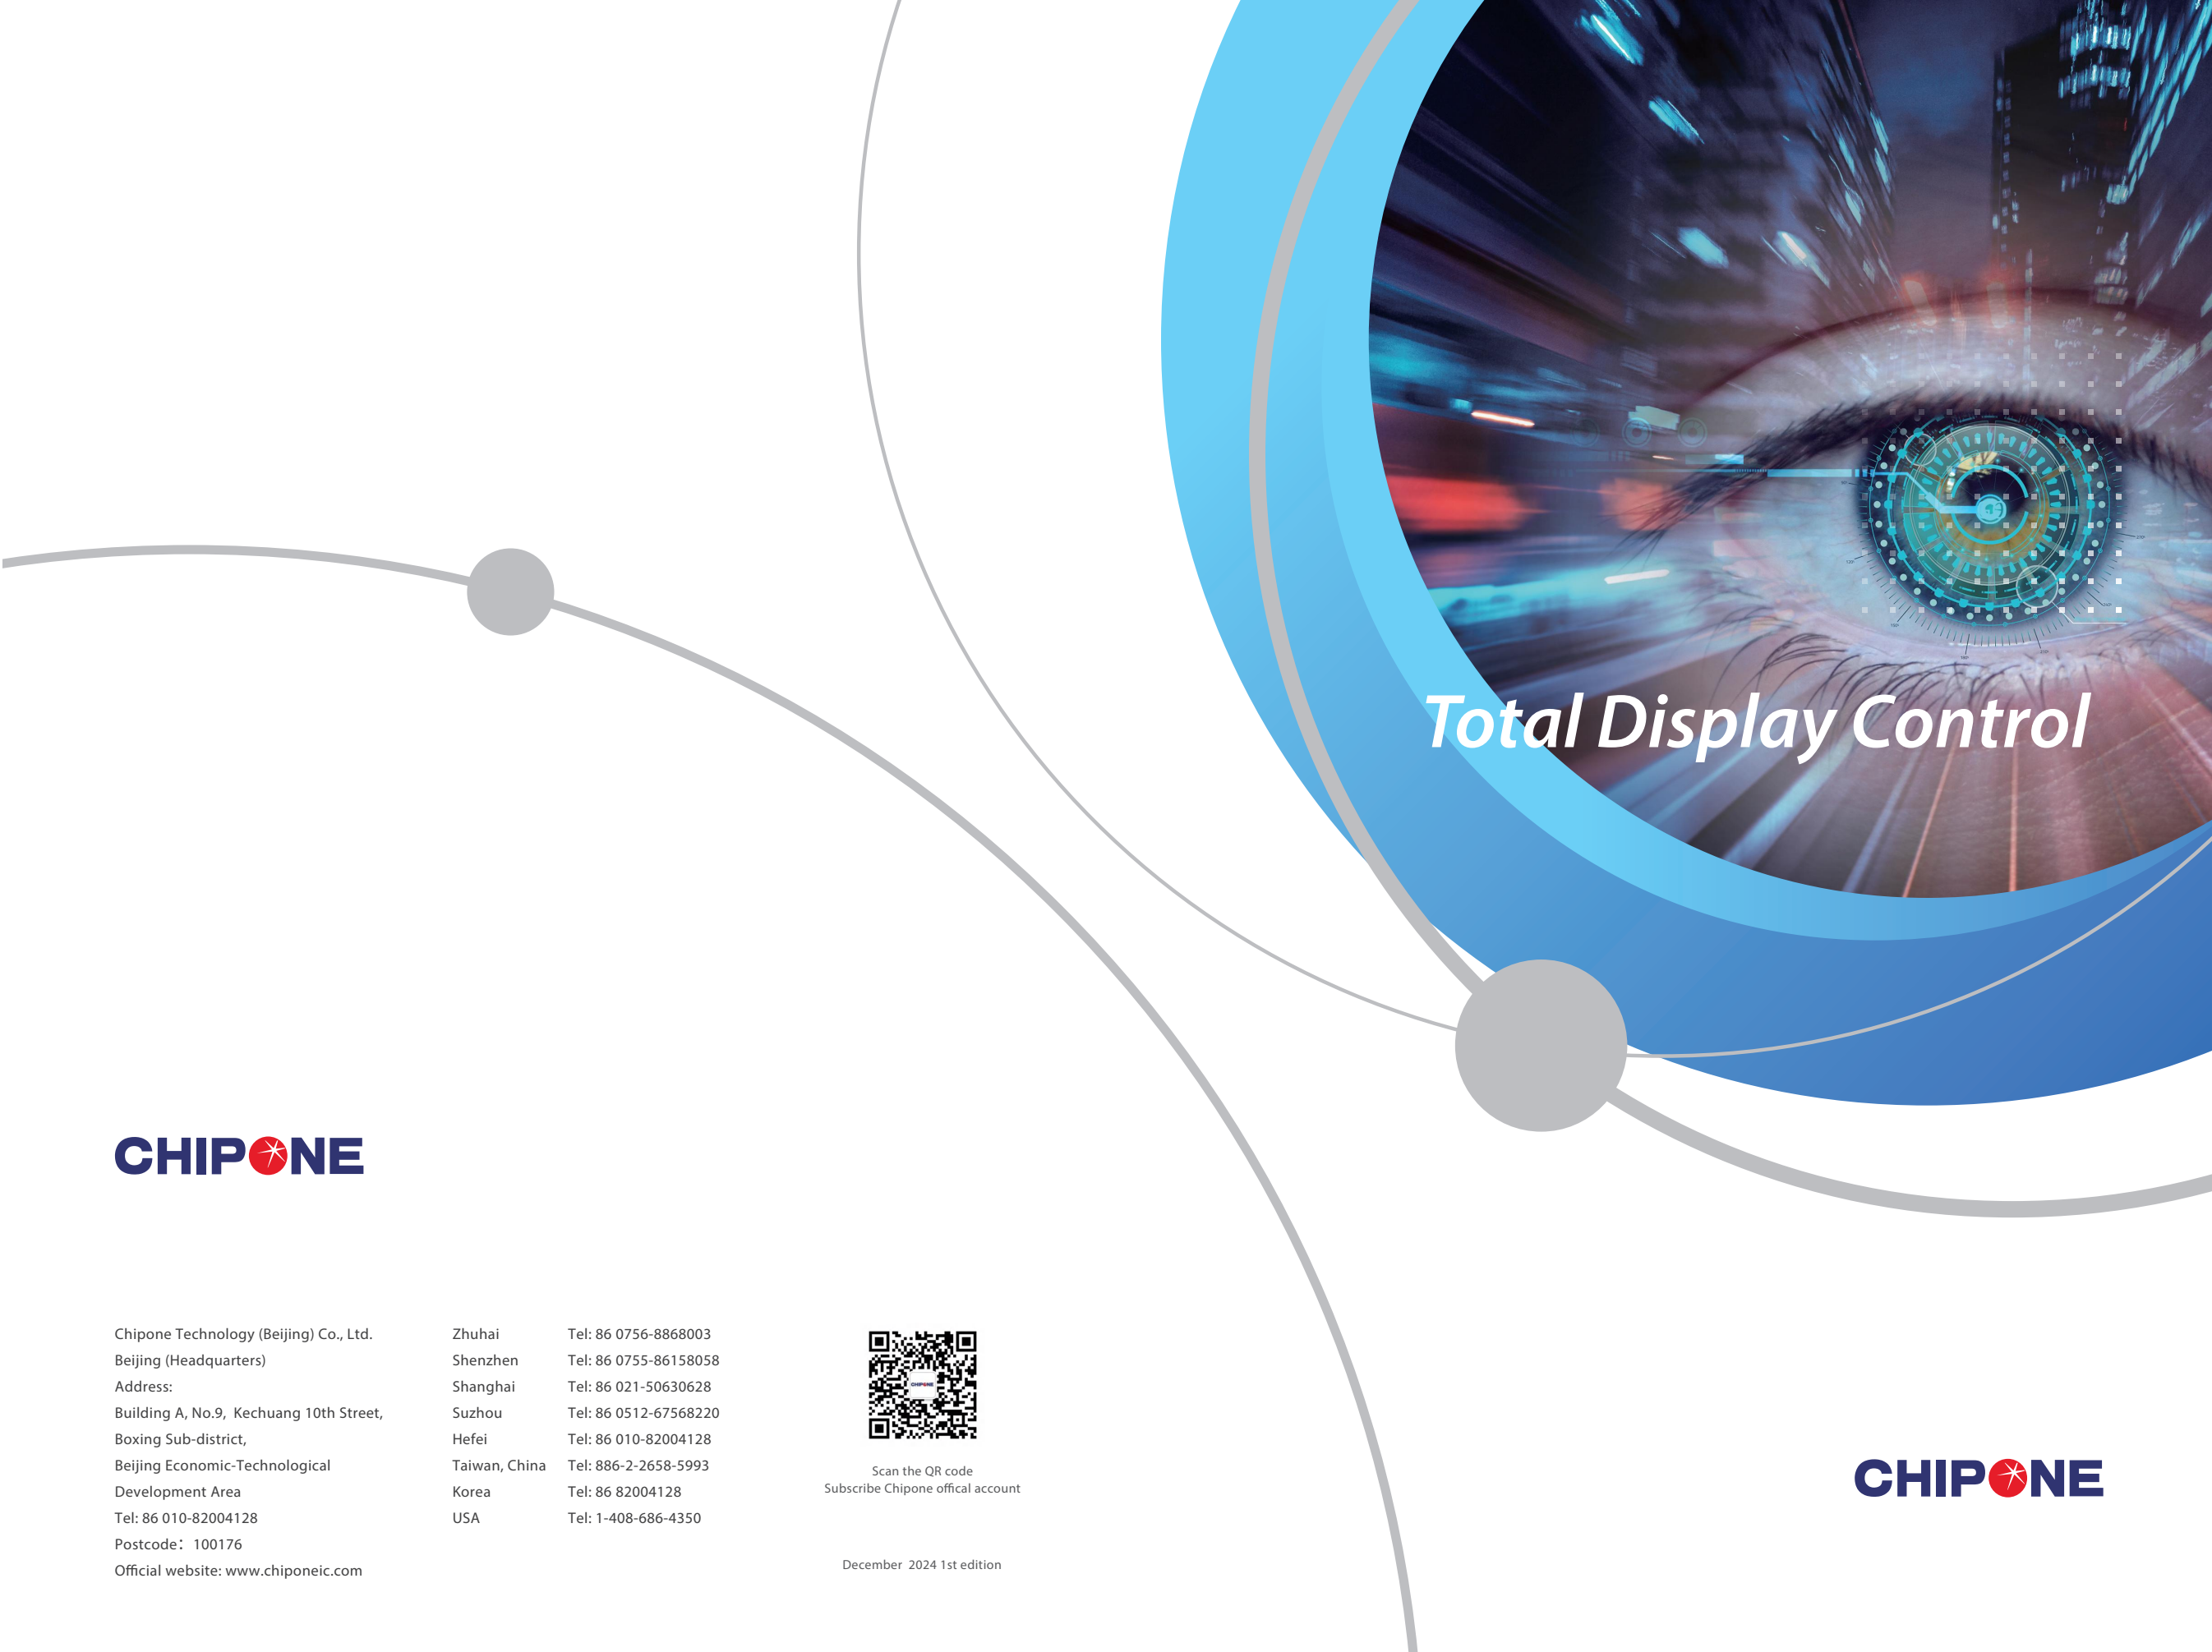 Total Display Control
CHIPONE
Chipone Technology (Beijing) Co., Ltd.
Beijing (Headquarters)
Address:
Building A, No.9, Kechuang 10th Street,
Boxing Sub-district,
Beijing Economic-Technological
Development Area
Tel: 86 010-82004128
Postcode：100176
Official website: www.chiponeic.com
Zhuhai Tel: 86 0756-8868003
Shenzhen Tel: 86 0755-86158058
Shanghai Tel: 86 021-50630628
Suzhou Tel: 86 0512-67568220
Hefei Tel: 86 010-82004128
Taiwan, China Tel: 886-2-2658-5993
Korea Tel: 86 82004128
USA Tel: 1-408-686-4350
CHIPONE
Scan the QR code
Subscribe Chipone offical account
December 2024 1st edition
CHIPONE